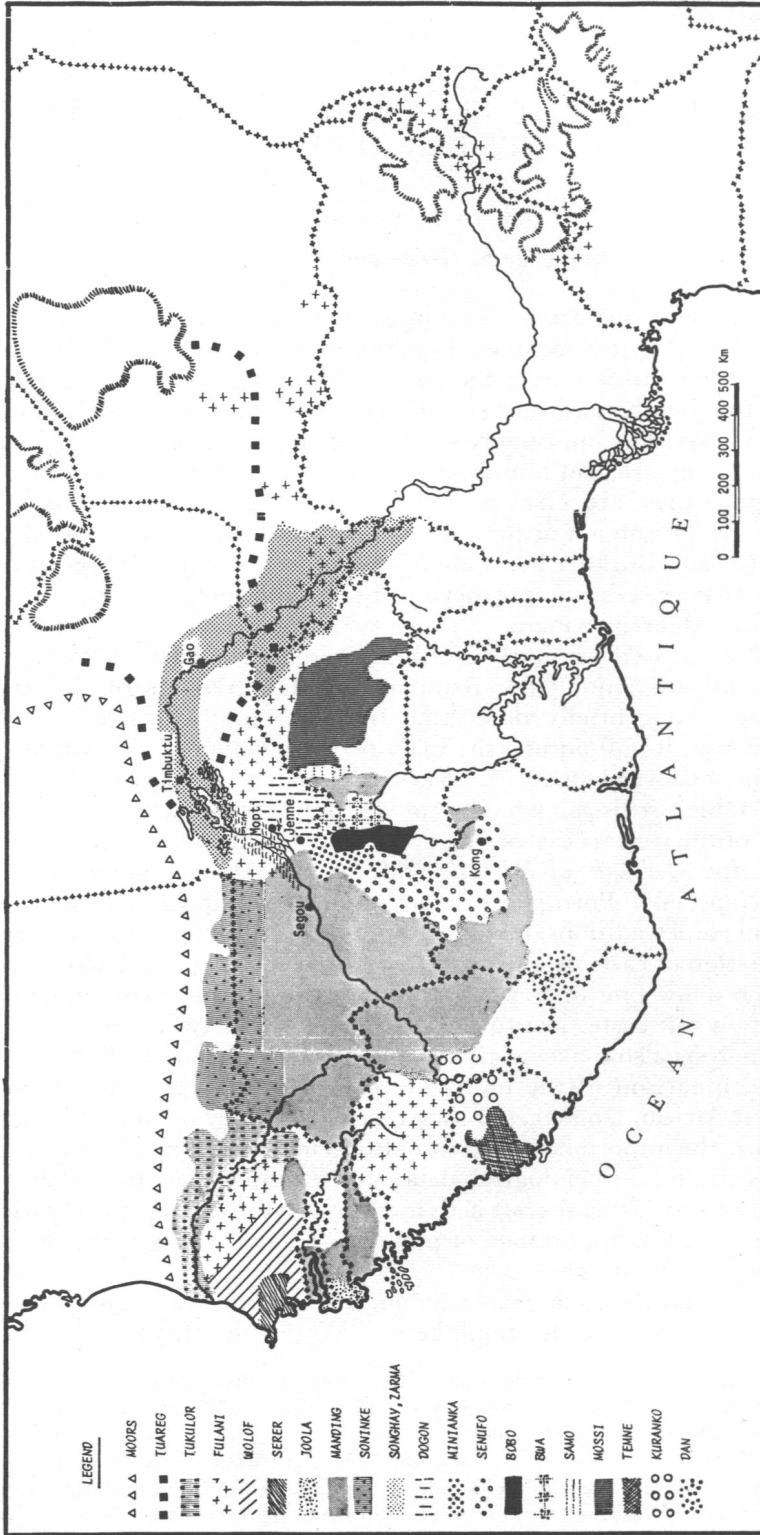 LEGEND
MOORS
TUAREG
TUKULOR
FULANI
WOLOF
SERER
JOOLA
MANDING
SONINKE
SONGHAY, ZARMA
DOGON
MINIANKA
SENUFO
BOBO
BWA
SAMO
MOSSI
TEMNE
KURANKO
DAN
Timbuktu
Gao
Mopti
Jenne
Segou
Kong
OCEAN ATLANTIQUE
0 100 200 300 400 500 Km